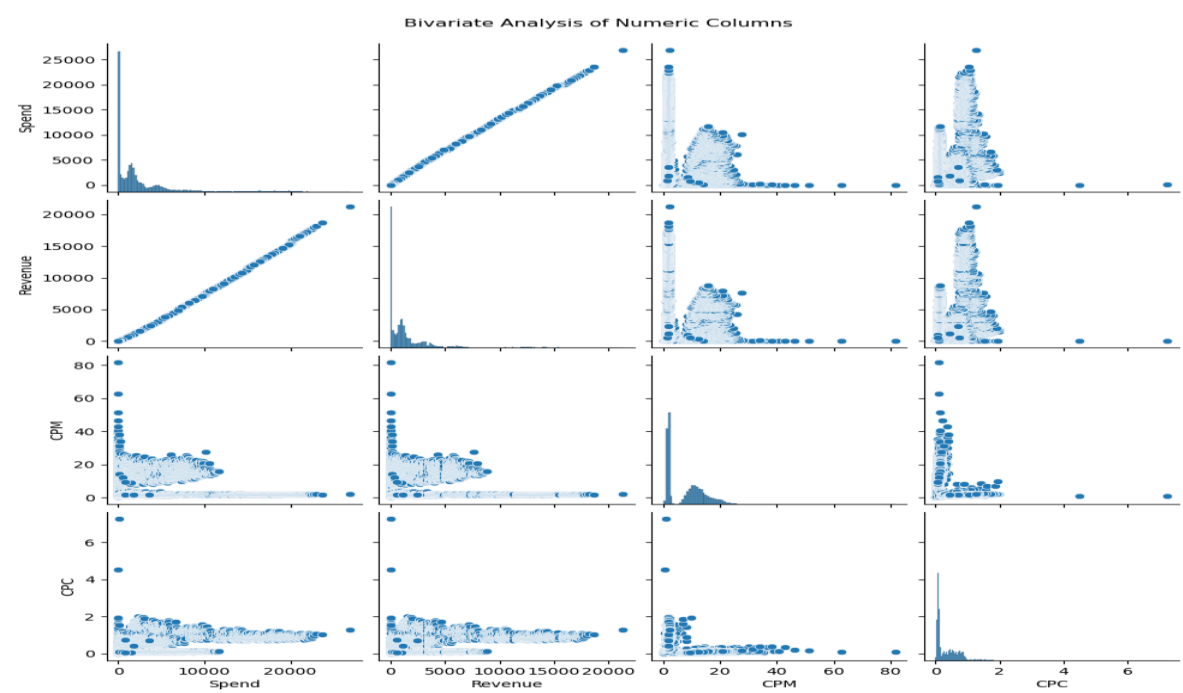 Bivariate Analysis of Numeric Columns
25000
20000
15000
10000
5000
0
Spend
20000
15000
10000
5000
0
Revenue
80
60
40
20
0
CPM
6
4
2
0
CPC
0 10000 20000
Spend
0 5000 10000 15000 20000
Revenue
0 20 40 60 80
CPM
0 2 4 6
CPC